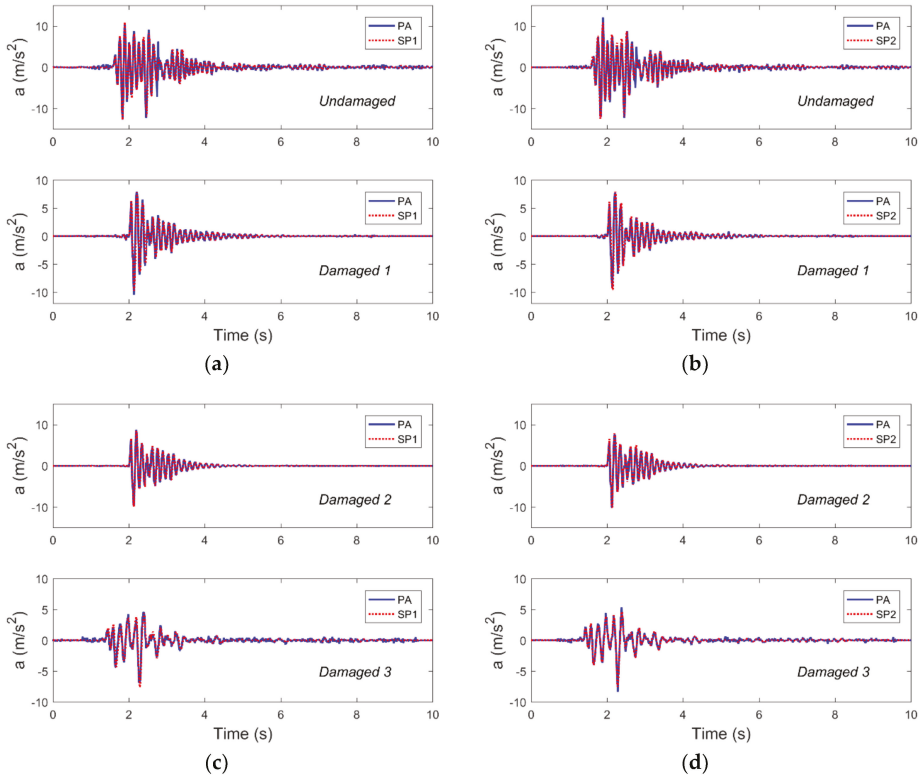 10
0
-10
a (m/s²)
PA
SP1
Undamaged
0 2 4 6 8 10
10
0
-10
a (m/s²)
PA
SP2
Undamaged
0 2 4 6 8 10
10
5
0
-5
-10
a (m/s²)
PA
SP1
Damaged 1
0 2 4 6 8 10
Time (s)
(a)
10
5
0
-5
-10
a (m/s²)
PA
SP2
Damaged 1
0 2 4 6 8 10
Time (s)
(b)
10
0
-10
a (m/s²)
PA
SP1
Damaged 2
0 2 4 6 8 10
10
0
-10
a (m/s²)
PA
SP2
Damaged 2
0 2 4 6 8 10
10
5
0
-5
-10
a (m/s²)
PA
SP1
Damaged 3
0 2 4 6 8 10
Time (s)
(c)
10
5
0
-5
-10
a (m/s²)
PA
SP2
Damaged 3
0 2 4 6 8 10
Time (s)
(d)